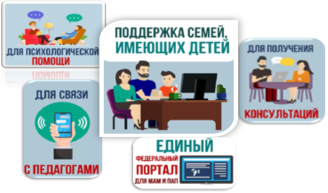 ДЛЯ ПСИХОЛОГИЧЕСКОЙ
ПОМОЩИ
ПОДДЕРЖКА СЕМЕЙ,
ИМЕЮЩИХ ДЕТЕЙ
ДЛЯ ПОЛУЧЕНИЯ
КОНСУЛЬТАЦИЙ
ДЛЯ СВЯЗИ
С ПЕДАГОГАМИ
ЕДИНЫЙ
ФЕДЕРАЛЬНЫЙ
ПОРТАЛ
ДЛЯ МАМ И ПАП